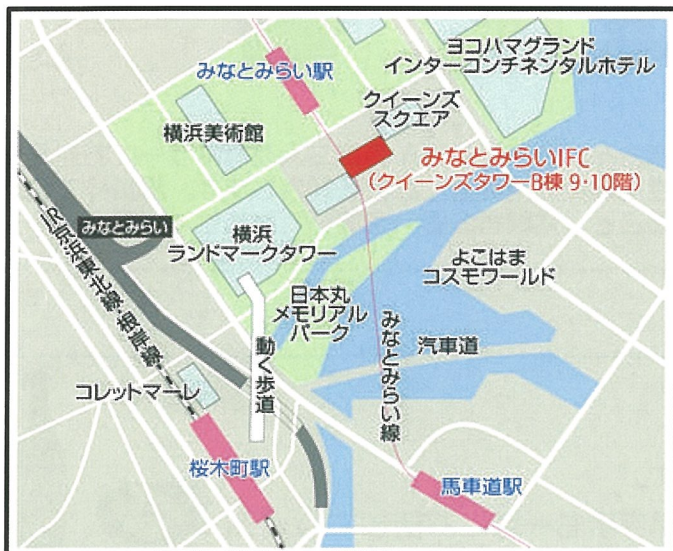 ヨコハマグランド
インターコンチネンタルホテル
みなとみらい駅
クイーンズ
スクエア
横浜美術館
みなとみらいIFC
(クイーンズタワーB棟 9・10階)
みなとみらい
横浜
ランドマークタワー
よこはま
コスモワールド
JR京浜東北線・根岸線
日本丸
メモリアル
パーク
みなとみらい線
汽車道
動く歩道
コレットマーレ
桜木町駅
馬車道駅